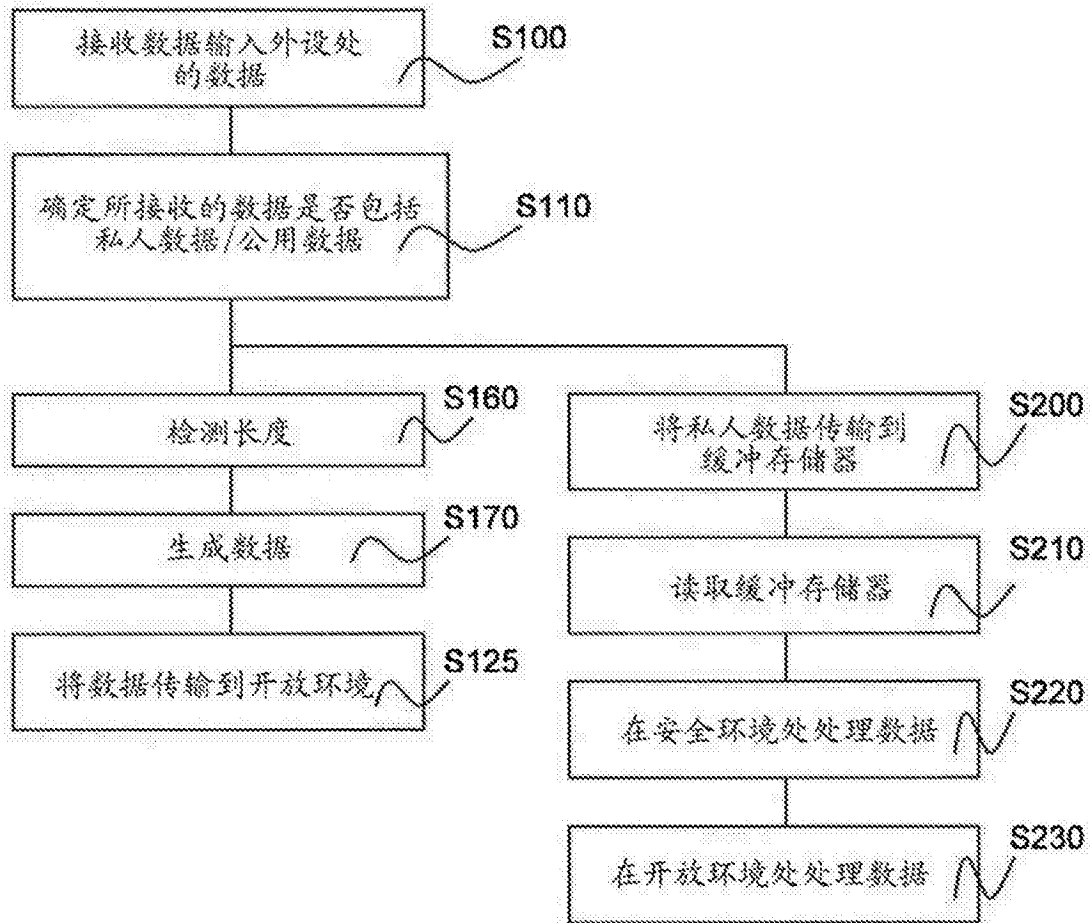 接收数据输入外设处
的数据
S100
确定所接收的数据是否包括
私人数据/公用数据
S110
检测长度
S160
生成数据
S170
将数据传输到开放环境
S125
将私人数据传输到
缓冲存储器
S200
读取缓冲存储器
S210
在安全环境处处理数据
S220
在开放环境处处理数据
S230